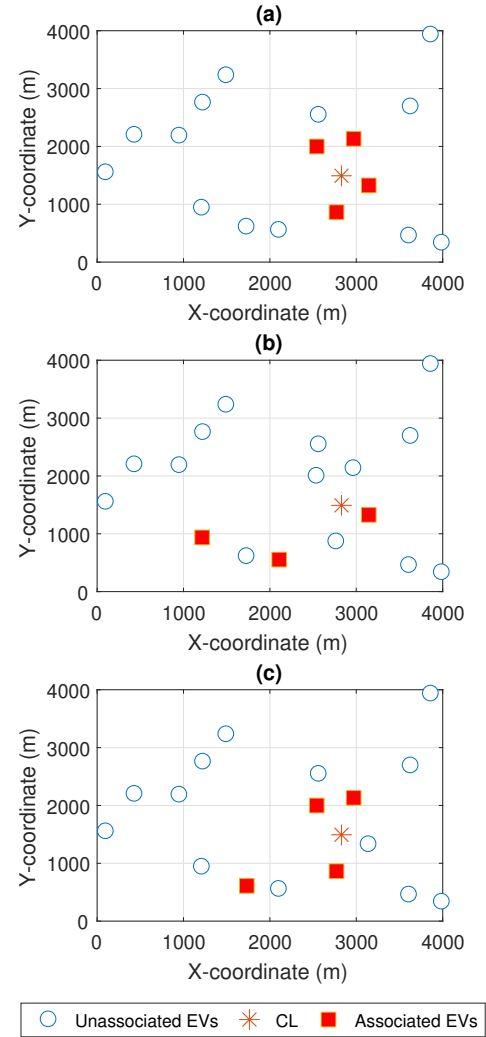 (a)
4000
3000
2000
1000
0
Y-coordinate (m)
0 1000 2000 3000 4000
X-coordinate (m)
(b)
4000
3000
2000
1000
0
Y-coordinate (m)
0 1000 2000 3000 4000
X-coordinate (m)
(c)
4000
3000
2000
1000
0
Y-coordinate (m)
0 1000 2000 3000 4000
X-coordinate (m)
Unassociated EVs CL Associated EVs